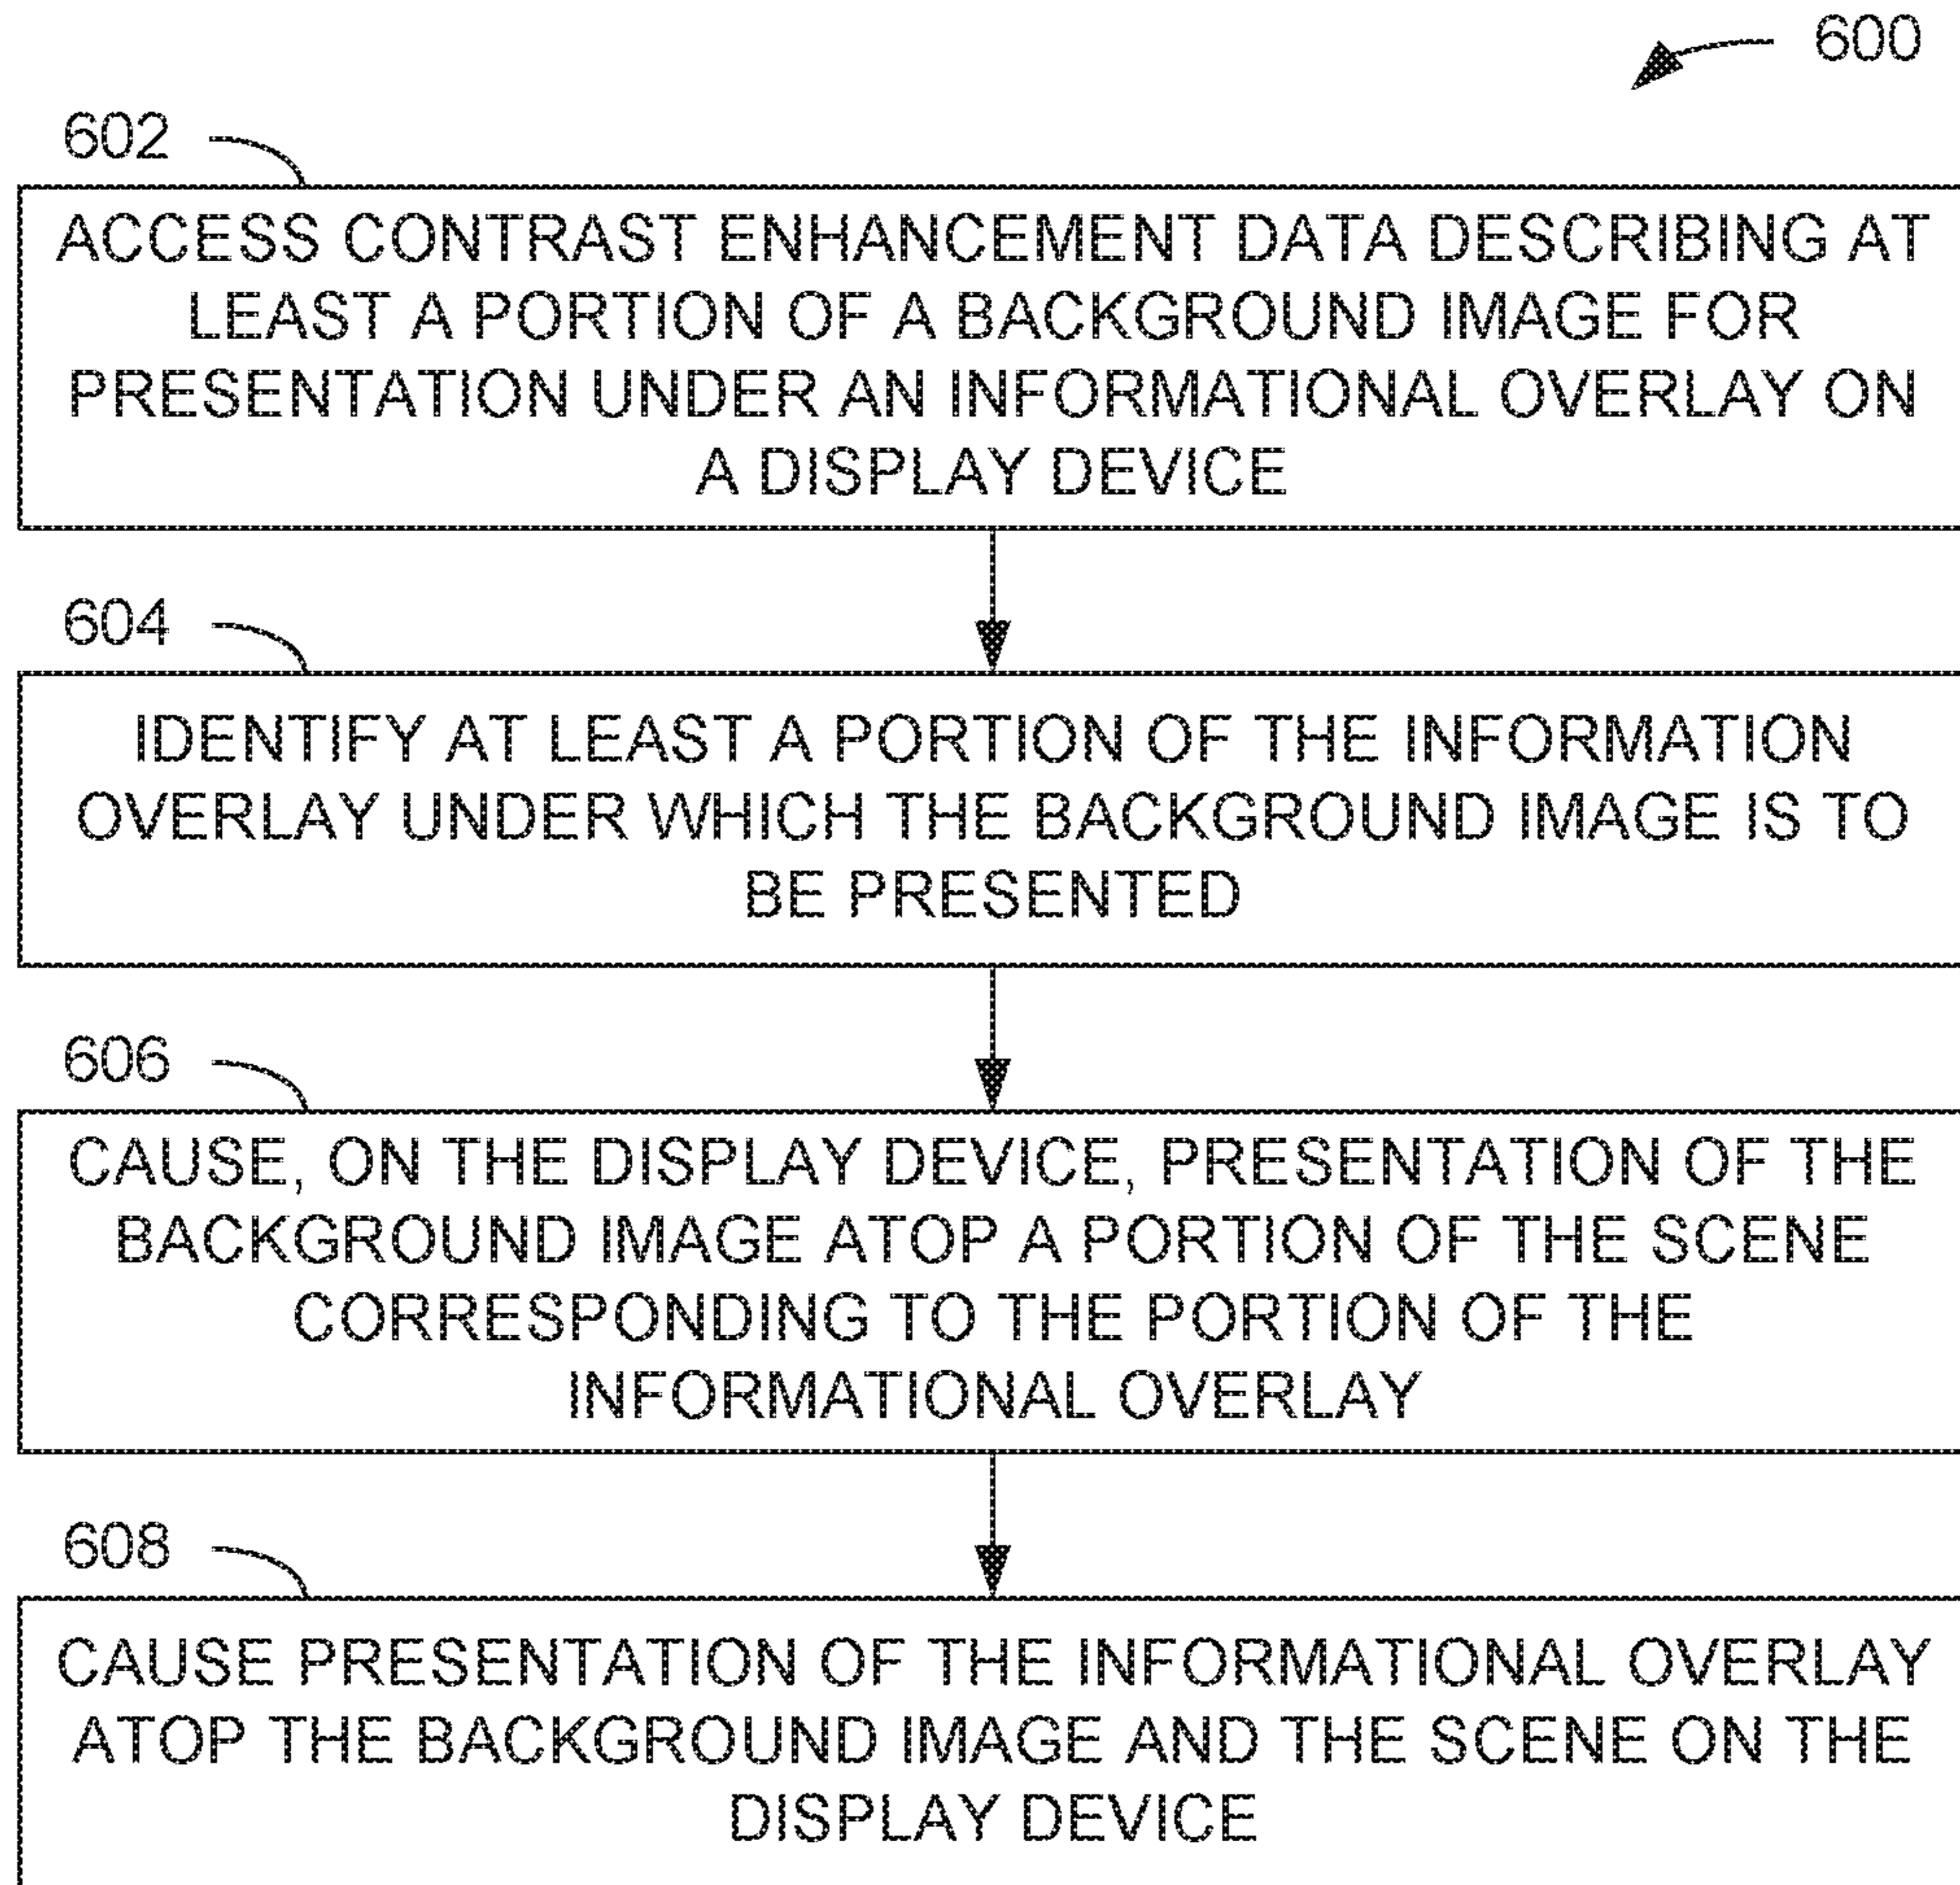 600
602
ACCESS CONTRAST ENHANCEMENT DATA DESCRIBING AT
LEAST A PORTION OF A BACKGROUND IMAGE FOR
PRESENTATION UNDER AN INFORMATIONAL OVERLAY ON
A DISPLAY DEVICE
604
IDENTIFY AT LEAST A PORTION OF THE INFORMATION
OVERLAY UNDER WHICH THE BACKGROUND IMAGE IS TO
BE PRESENTED
606
CAUSE, ON THE DISPLAY DEVICE, PRESENTATION OF THE
BACKGROUND IMAGE ATOP A PORTION OF THE SCENE
CORRESPONDING TO THE PORTION OF THE
INFORMATIONAL OVERLAY
608
CAUSE PRESENTATION OF THE INFORMATIONAL OVERLAY
ATOP THE BACKGROUND IMAGE AND THE SCENE ON THE
DISPLAY DEVICE